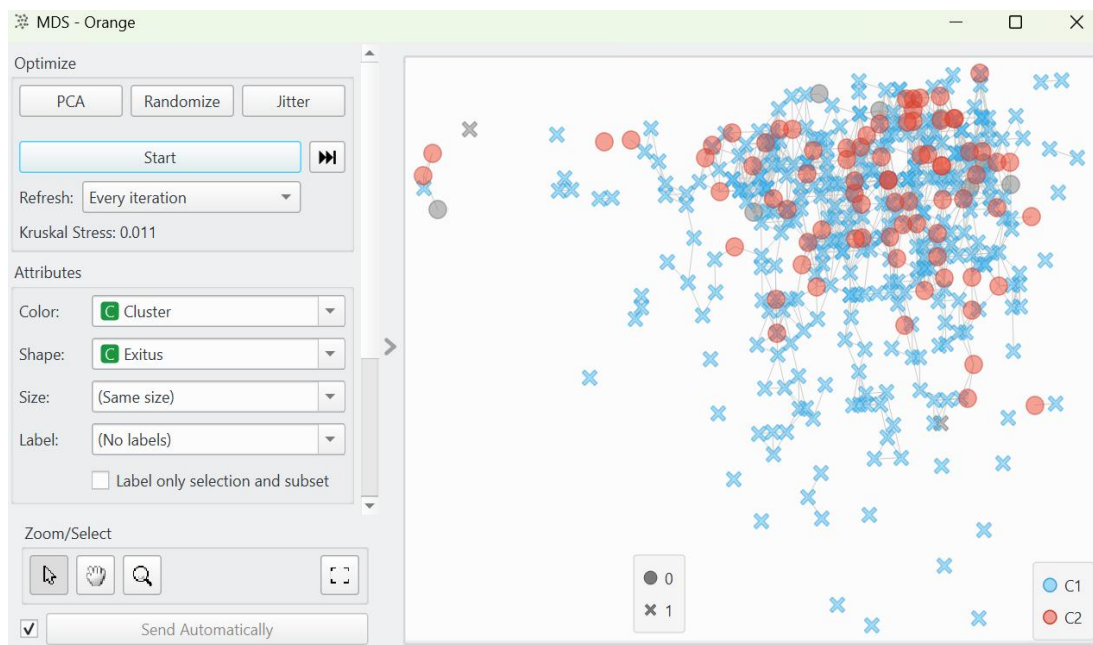 MDS - Orange
Optimize
PCA
Randomize
Jitter
Start
Refresh:
Every iteration
Kruskal Stress: 0.011
Attributes
Color:
C Cluster
Shape:
C Exitus
Size:
(Same size)
Label:
(No labels)
Label only selection and subset
Zoom/Select
Send Automatically
0
1
C1
C2